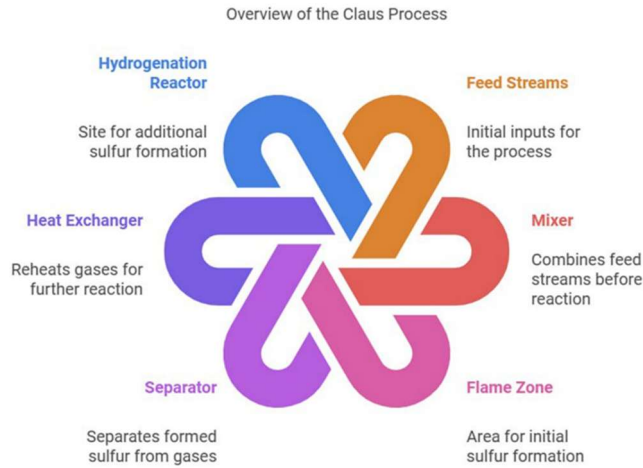 Overview of the Claus Process
Hydrogenation
Reactor
Site for additional
sulfur formation
Feed Streams
Initial inputs for
the process
Heat Exchanger
Reheats gases for
further reaction
Mixer
Combines feed
streams before
reaction
Separator
Separates formed
sulfur from gases
Flame Zone
Area for initial
sulfur formation